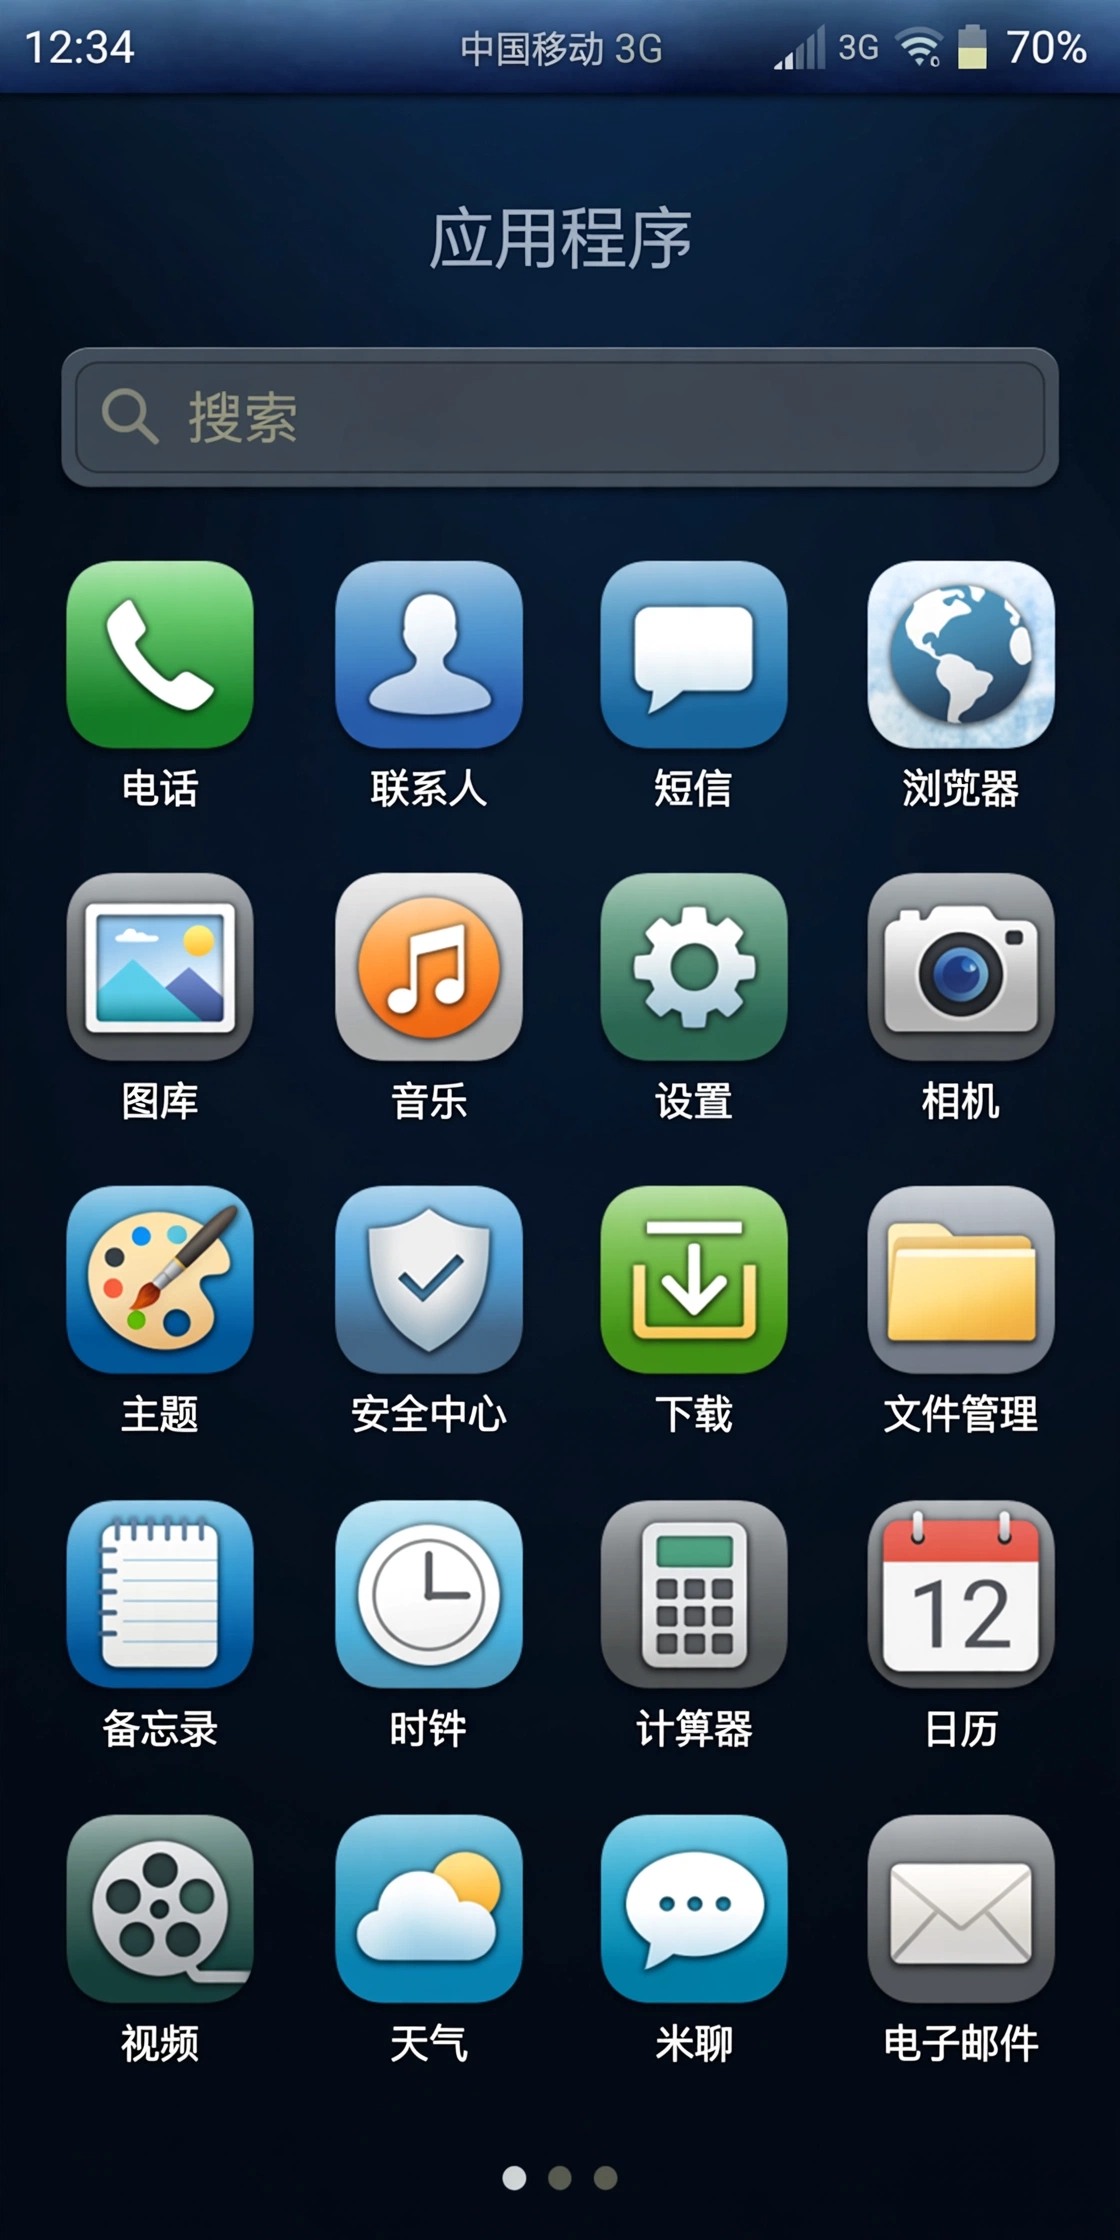 12:34 中国移动 3G 3G 70%
应用程序
搜索
电话 联系人 短信 浏览器
图库 音乐 设置 相机
主题 安全中心 下载 文件管理
12
备忘录 时钟 计算器 日历
视频 天气 米聊 电子邮件